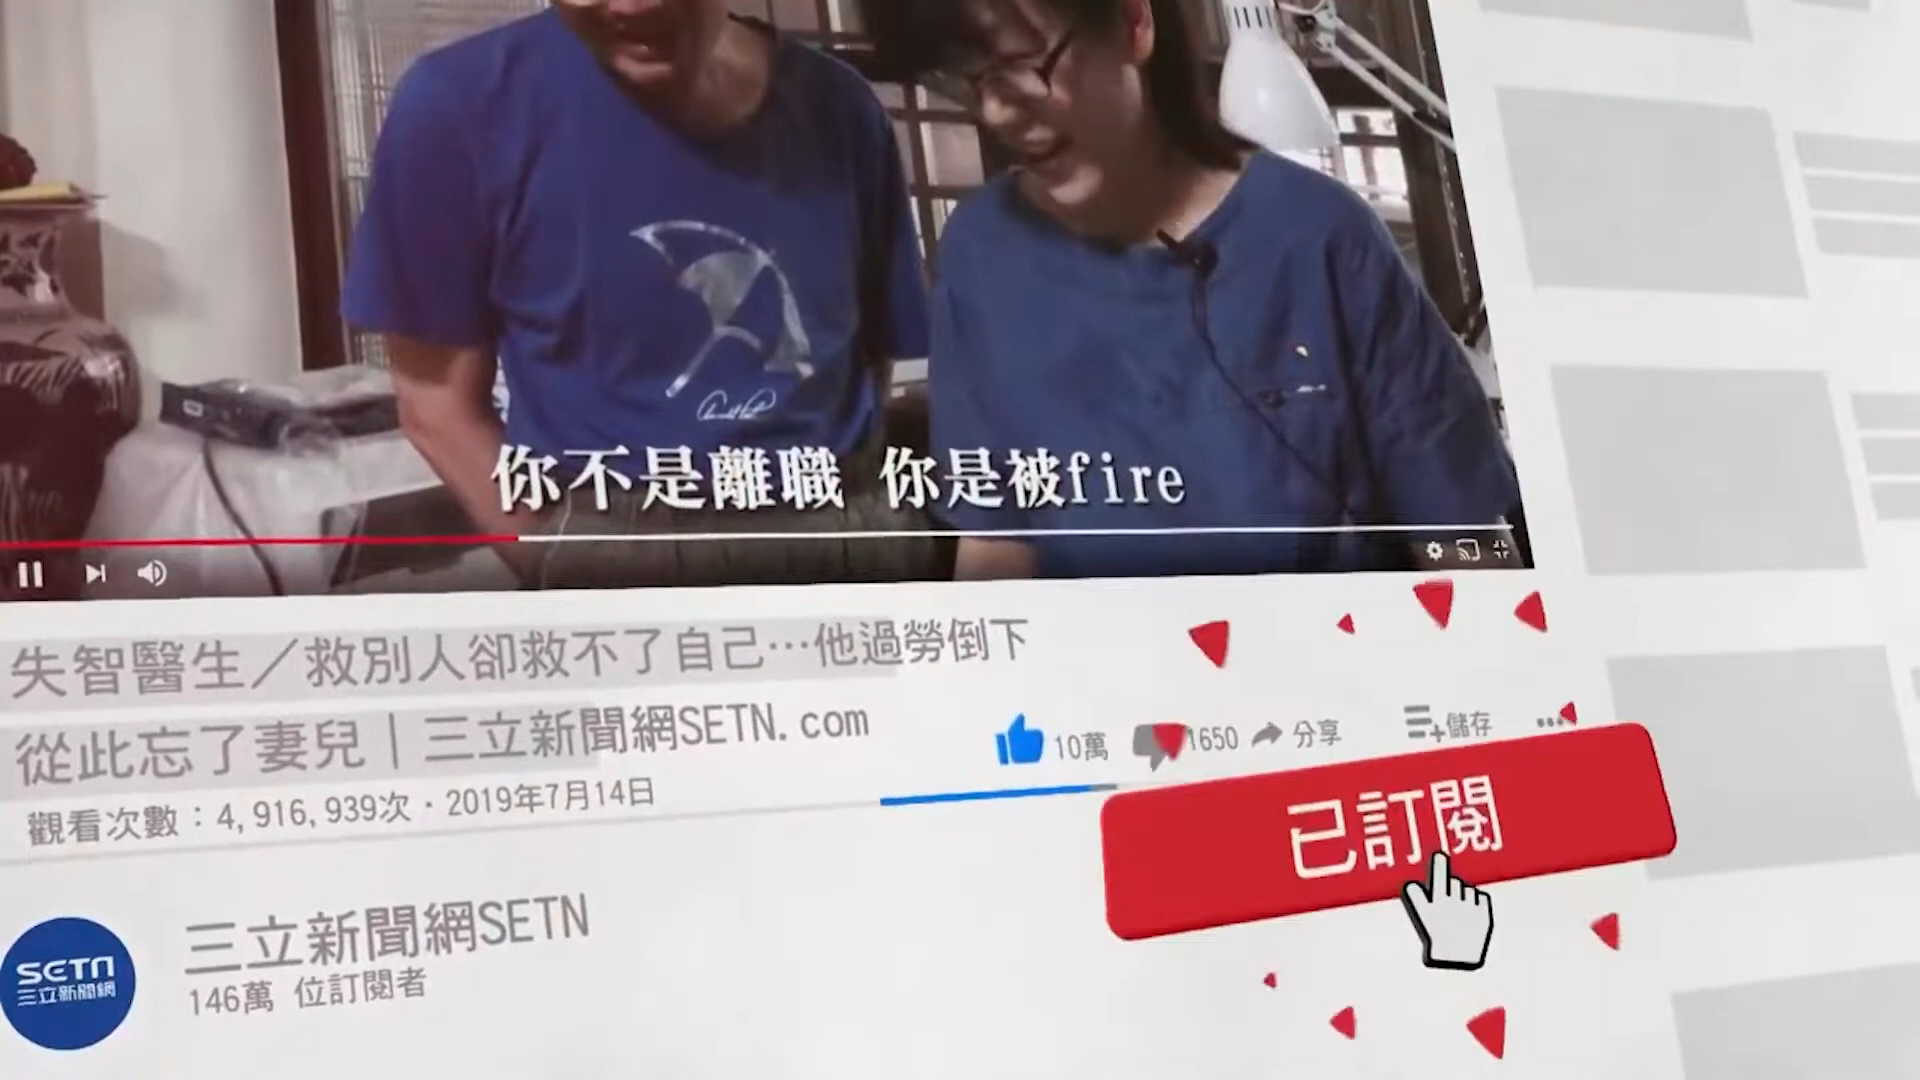 你不是離職 你是被fire
失智醫生／救別人卻救不了自己…他過勞倒下
從此忘了妻兒｜三立新聞網SETN.com
10萬 1650 分享 儲存
觀看次數：4,916,939次・2019年7月14日
已訂閱
三立新聞網SETN
146萬 位訂閱者
SETN
三立新聞網